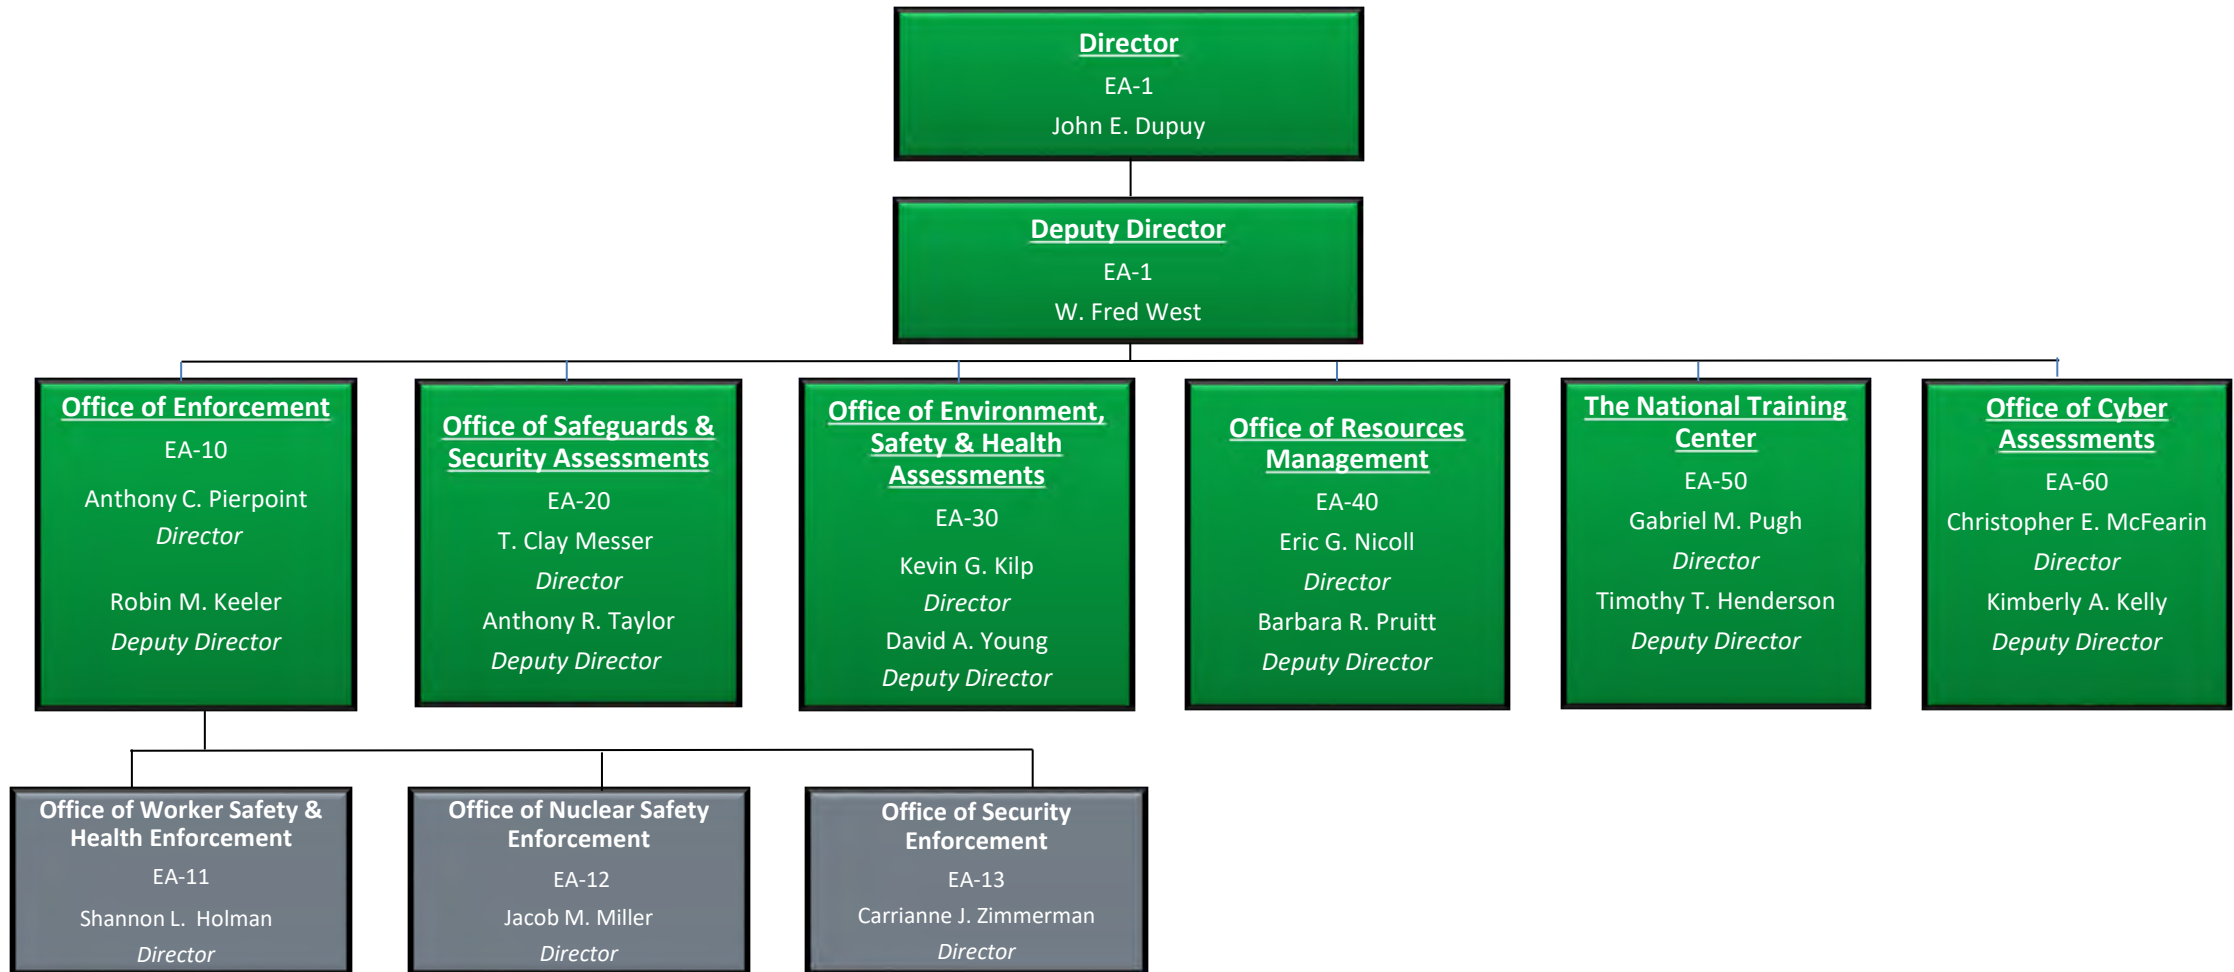 Director
EA-1
John E. Dupuy
Deputy Director
EA-1
W. Fred West
Office of Enforcement
EA-10
Anthony C. Pierpoint
Director
Robin M. Keeler
Deputy Director
Office of Safeguards &
Security Assessments
EA-20
T. Clay Messer
Director
Anthony R. Taylor
Deputy Director
Office of Environment,
Safety & Health
Assessments
EA-30
Kevin G. Kilp
Director
David A. Young
Deputy Director
Office of Resources
Management
EA-40
Eric G. Nicoll
Director
Barbara R. Pruitt
Deputy Director
The National Training
Center
EA-50
Gabriel M. Pugh
Director
Timothy T. Henderson
Deputy Director
Office of Cyber
Assessments
EA-60
Christopher E. McFearin
Director
Kimberly A. Kelly
Deputy Director
Office of Worker Safety &
Health Enforcement
EA-11
Shannon L. Holman
Director
Office of Nuclear Safety
Enforcement
EA-12
Jacob M. Miller
Director
Office of Security
Enforcement
EA-13
Carrianne J. Zimmerman
Director